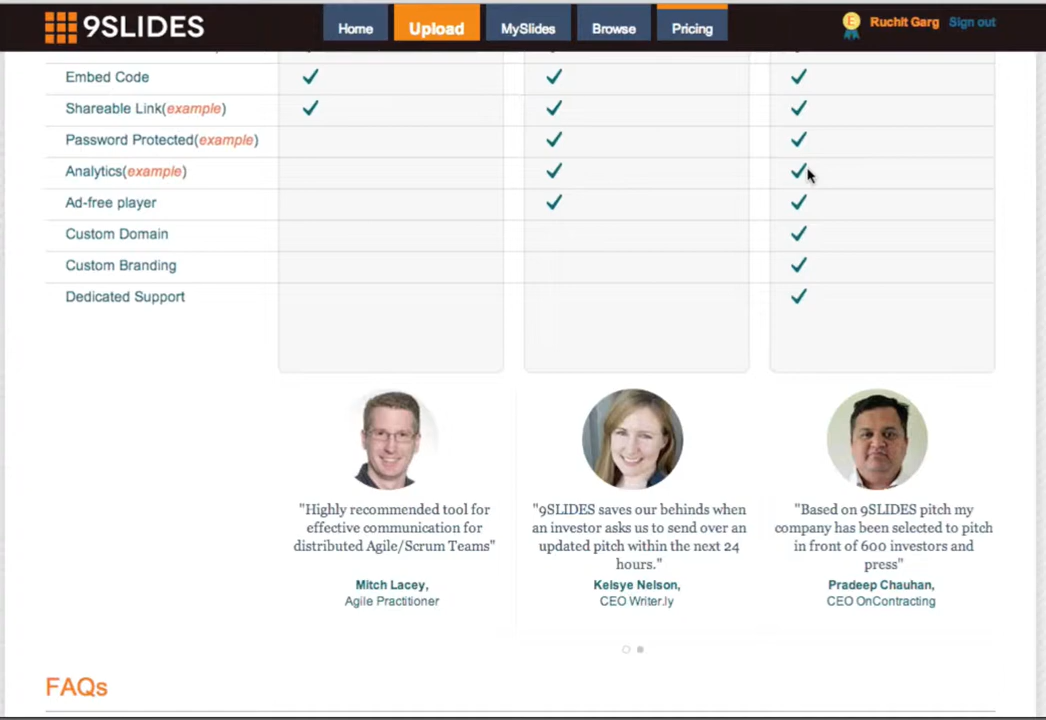 9SLIDES
Home
Upload
MySlides
Browse
Pricing
E
Ruchit Garg
Sign out
Embed Code
Shareable Link(example)
Password Protected(example)
Analytics(example)
Ad-free player
Custom Domain
Custom Branding
Dedicated Support
"Highly recommended tool for
effective communication for
distributed Agile/Scrum Teams"
Mitch Lacey,
Agile Practitioner
"9SLIDES saves our behinds when
an investor asks us to send over an
updated pitch within the next 24
hours."
Kelsye Nelson,
CEO Writer.ly
"Based on 9SLIDES pitch my
company has been selected to pitch
in front of 600 investors and
press"
Pradeep Chauhan,
CEO OnContracting
FAQs